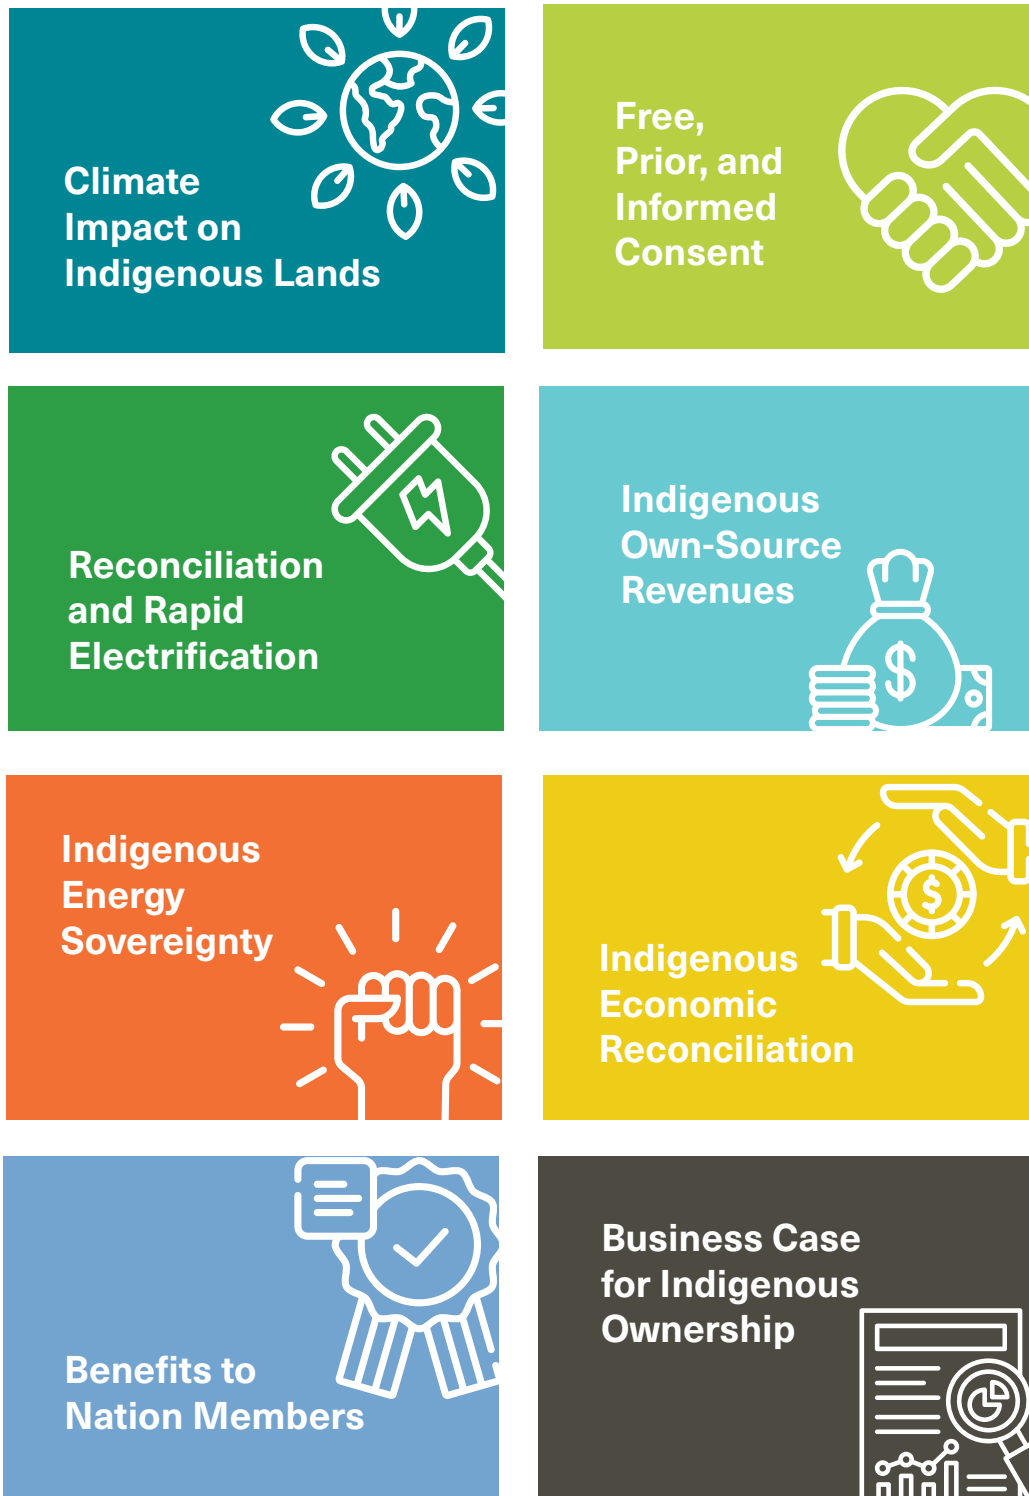 Climate
Impact on
Indigenous Lands
Free,
Prior, and
Informed
Consent
Reconciliation
and Rapid
Electrification
Indigenous
Own-Source
Revenues
$
Indigenous
Energy
Sovereignty
$
Indigenous
Economic
Reconciliation
Benefits to
Nation Members
Business Case
for Indigenous
Ownership